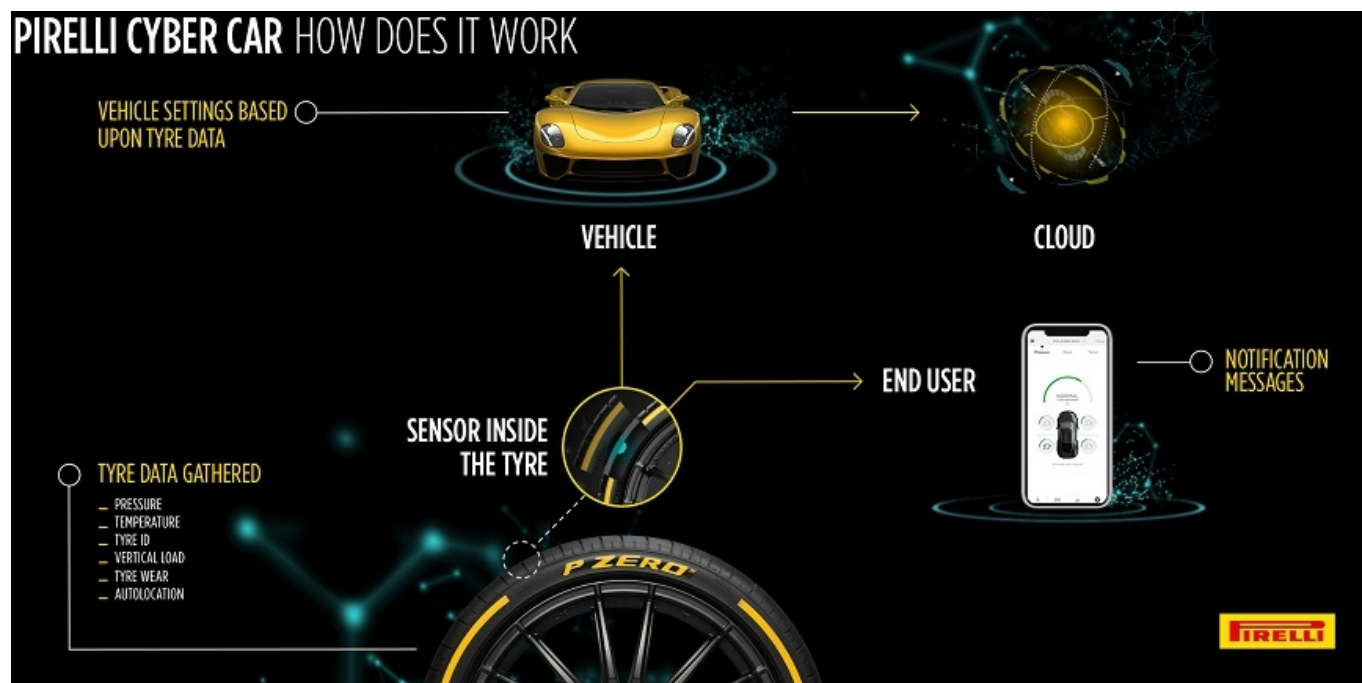 PIRELLI CYBER CAR HOW DOES IT WORK
VEHICLE SETTINGS BASED
UPON TYRE DATA
VEHICLE
CLOUD
END USER
NOTIFICATION
MESSAGES
SENSOR INSIDE
THE TYRE
TYRE DATA GATHERED
PRESSURE
TEMPERATURE
TYRE ID
VERTICAL LOAD
TYRE WEAR
AUTOLOCATION
P ZERO™
PIRELLI